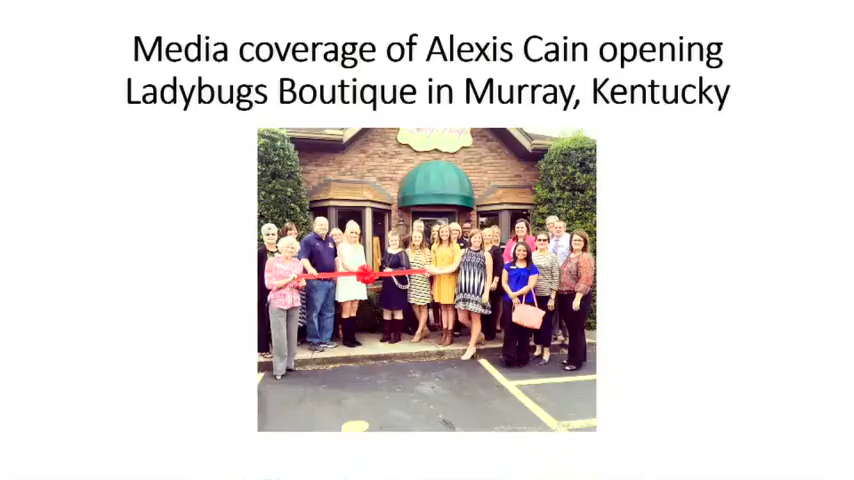 Media coverage of Alexis Cain opening
Ladybugs Boutique in Murray, Kentucky